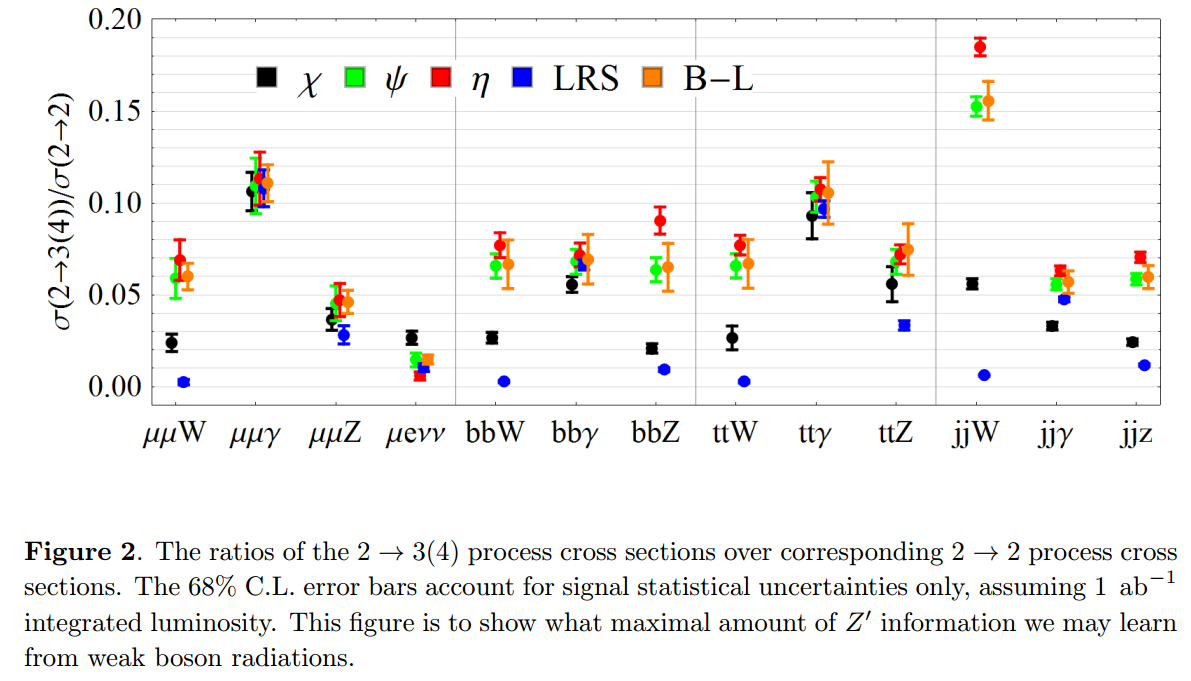 0.20
0.15
0.10
0.05
0.00
σ(2→3(4))/σ(2→2)
χ ψ η LRS B−L
μμW μμγ μμZ μeνν bbW bbγ bbZ ttW ttγ ttZ jjW jjγ jjz
Figure 2. The ratios of the 2 → 3(4) process cross sections over corresponding 2 → 2 process cross
sections. The 68% C.L. error bars account for signal statistical uncertainties only, assuming 1 ab⁻¹
integrated luminosity. This figure is to show what maximal amount of Z′ information we may learn
from weak boson radiations.